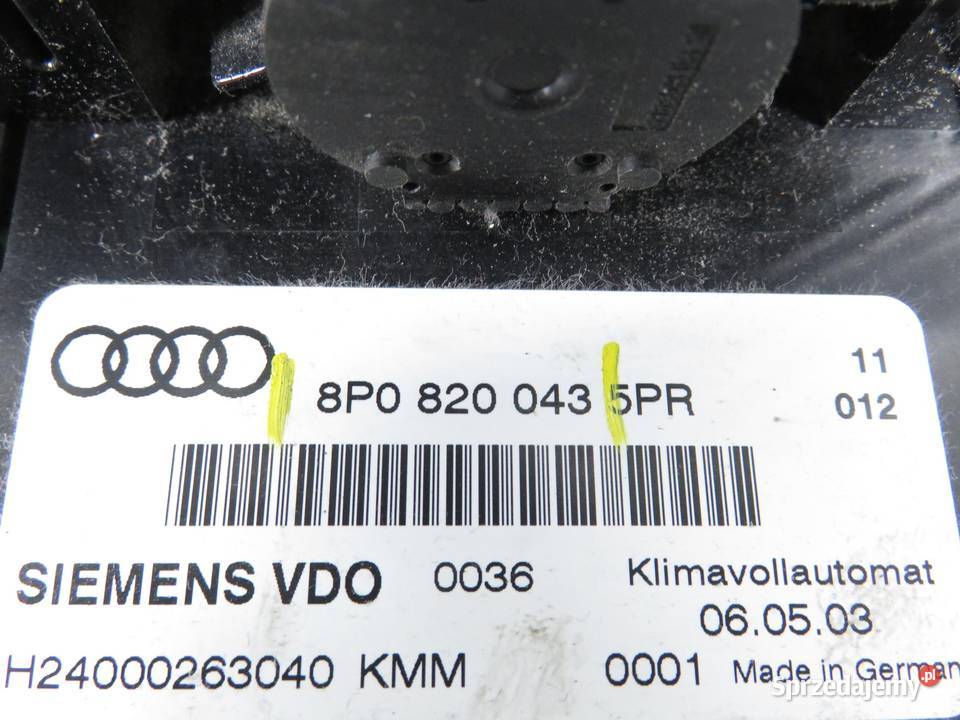 8P0 820 043 5PR
11
012
SIEMENS VDO 0036 Klimavollautomat
06.05.03
H24000263040 KMM 0001 Made in German
Sprzedajemy.pl